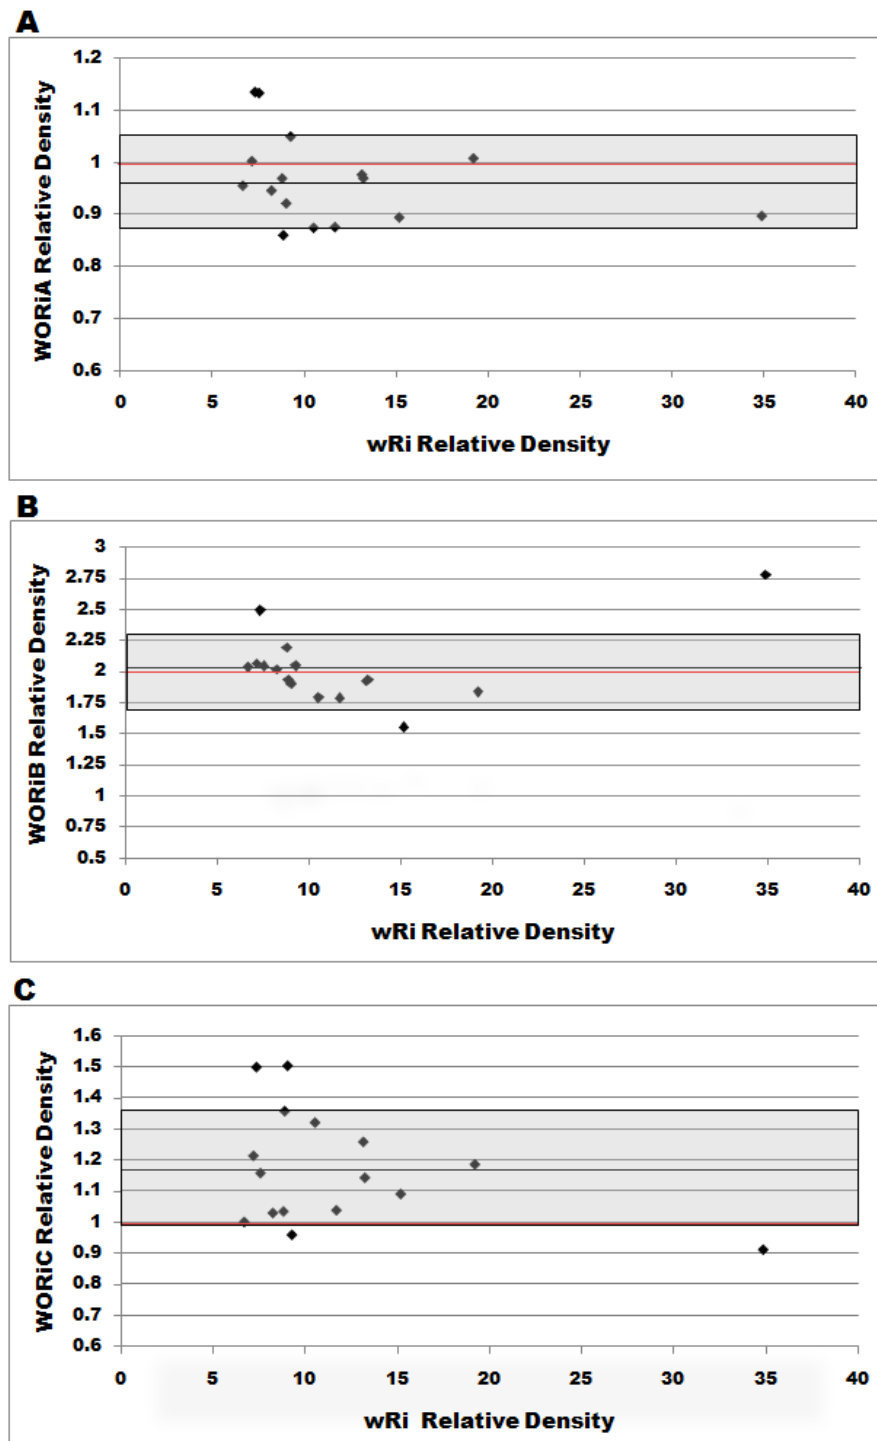 A
WORiA Relative Density
1.2
1.1
1
0.9
0.8
0.7
0.6
0 5 10 15 20 25 30 35 40
wRi Relative Density
B
WORiB Relative Density
3
2.75
2.5
2.25
2
1.75
1.5
1.25
1
0.75
0.5
0 5 10 15 20 25 30 35 40
wRi Relative Density
C
WORiC Relative Density
1.6
1.5
1.4
1.3
1.2
1.1
1
0.9
0.8
0.7
0.6
0 5 10 15 20 25 30 35 40
wRi Relative Density